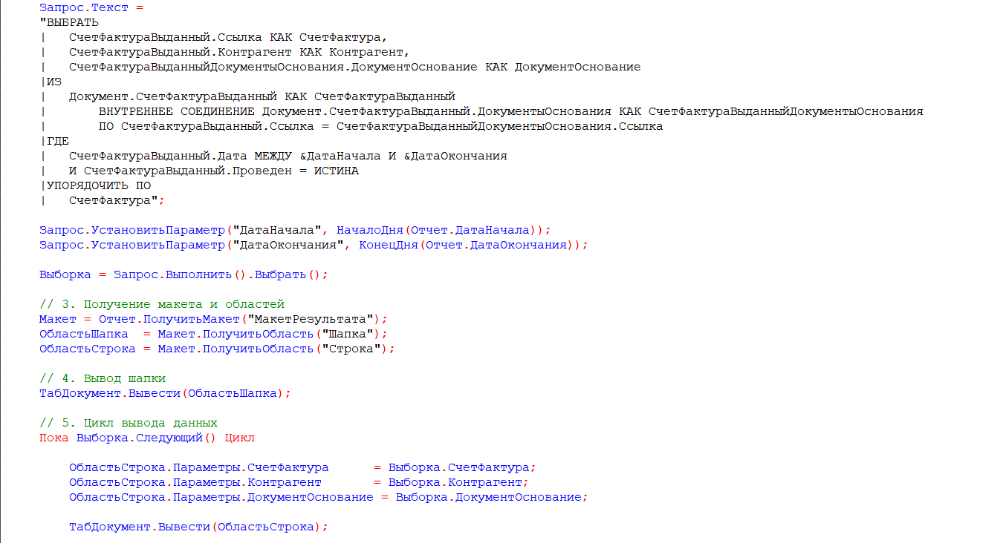 Запрос.Текст =
"ВЫБРАТЬ
|   СчетФактураВыданный.Ссылка КАК СчетФактура,
|   СчетФактураВыданный.Контрагент КАК Контрагент,
|   СчетФактураВыданныйДокументыОснования.ДокументОснование КАК ДокументОснование
|ИЗ
|   Документ.СчетФактураВыданный КАК СчетФактураВыданный
|       ВНУТРЕННЕЕ СОЕДИНЕНИЕ Документ.СчетФактураВыданный.ДокументыОснования КАК СчетФактураВыданныйДокументыОснования
|       ПО СчетФактураВыданный.Ссылка = СчетФактураВыданныйДокументыОснования.Ссылка
|ГДЕ
|   СчетФактураВыданный.Дата МЕЖДУ &ДатаНачала И &ДатаОкончания
|   И СчетФактураВыданный.Проведен = ИСТИНА
|УПОРЯДОЧИТЬ ПО
|   СчетФактура";
Запрос.УстановитьПараметр("ДатаНачала", НачалоДня(Отчет.ДатаНачала));
Запрос.УстановитьПараметр("ДатаОкончания", КонецДня(Отчет.ДатаОкончания));
Выборка = Запрос.Выполнить().Выбрать();
// 3. Получение макета и областей
Макет = Отчет.ПолучитьМакет("МакетРезультата");
ОбластьШапка  = Макет.ПолучитьОбласть("Шапка");
ОбластьСтрока = Макет.ПолучитьОбласть("Строка");
// 4. Вывод шапки
ТабДокумент.Вывести(ОбластьШапка);
// 5. Цикл вывода данных
Пока Выборка.Следующий() Цикл
ОбластьСтрока.Параметры.СчетФактура      = Выборка.СчетФактура;
ОбластьСтрока.Параметры.Контрагент       = Выборка.Контрагент;
ОбластьСтрока.Параметры.ДокументОснование = Выборка.ДокументОснование;
ТабДокумент.Вывести(ОбластьСтрока);